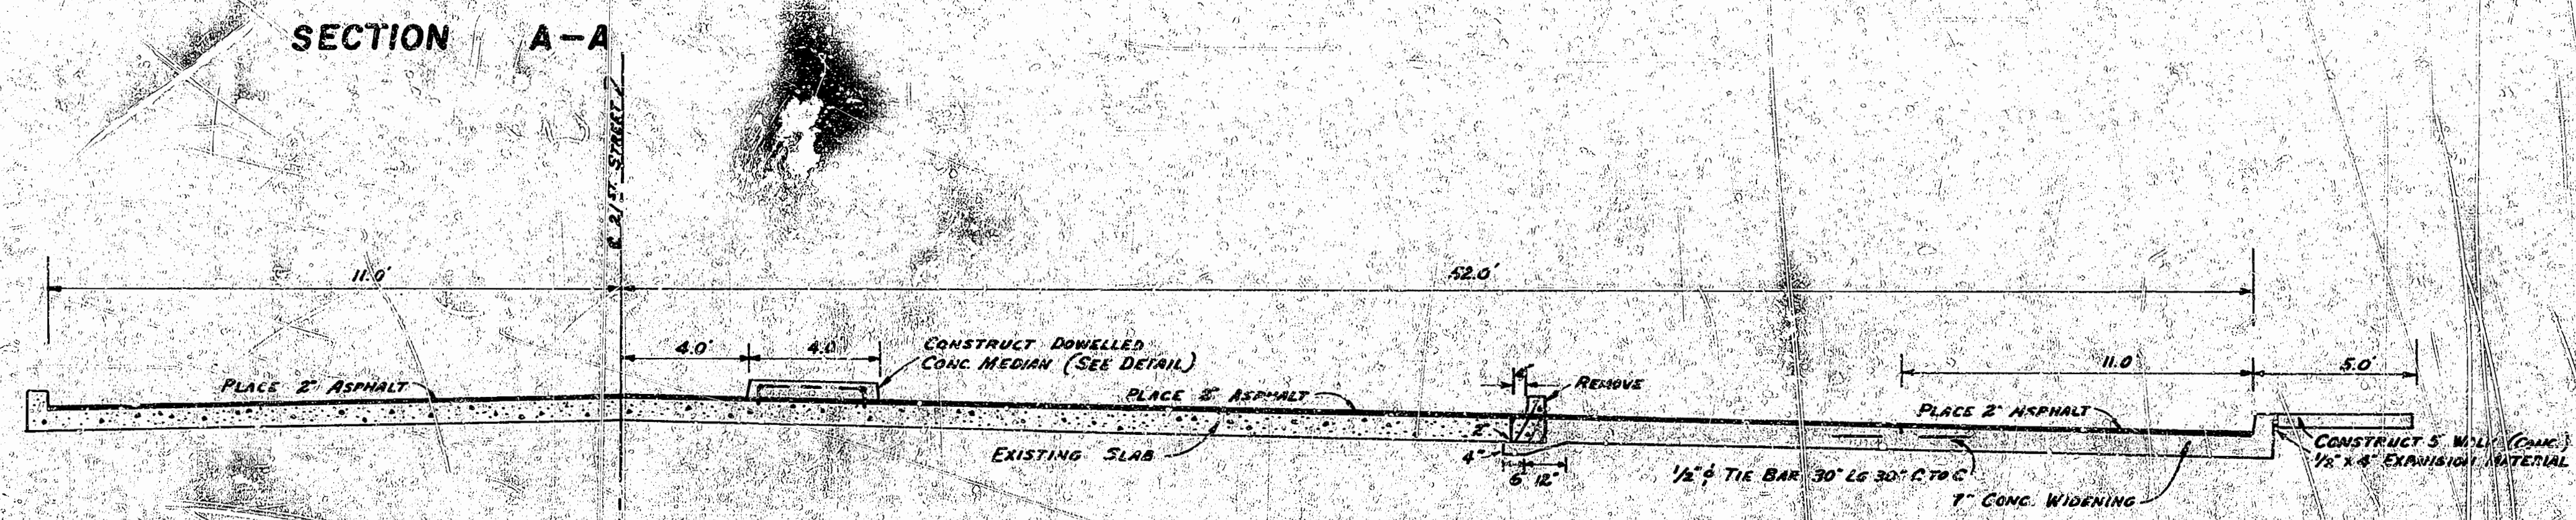 SECTION A-A
℄ 21ST. STREET
11.0'
52.0'
4.0'
4.0'
CONSTRUCT DOWELLED
CONC. MEDIAN (SEE DETAIL)
PLACE 2" ASPHALT
PLACE 2" ASPHALT
REMOVE
11.0'
5.0'
PLACE 2" ASPHALT
EXISTING SLAB
2"
4"
6" 12"
1/2" ⌀ TIE BAR 30" LG 30" C TO C
7" CONC. WIDENING
CONSTRUCT 5' WALK (CONC.)
1/2" X 4" EXPANSION MATERIAL